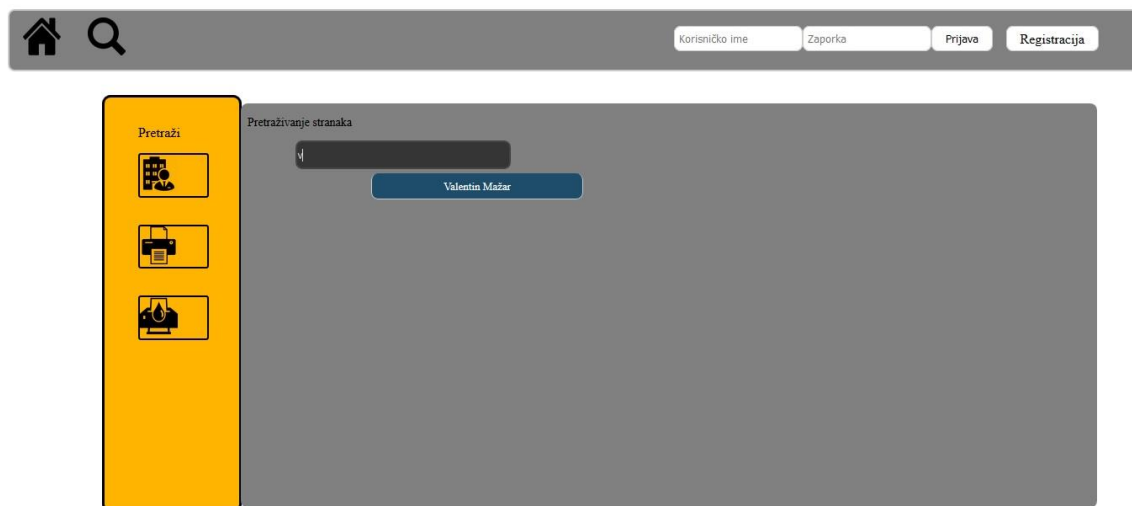 Korisničko ime Zaporka Prijava Registracija
Pretraži
Pretraživanje stranaka
v
Valentin Mažar